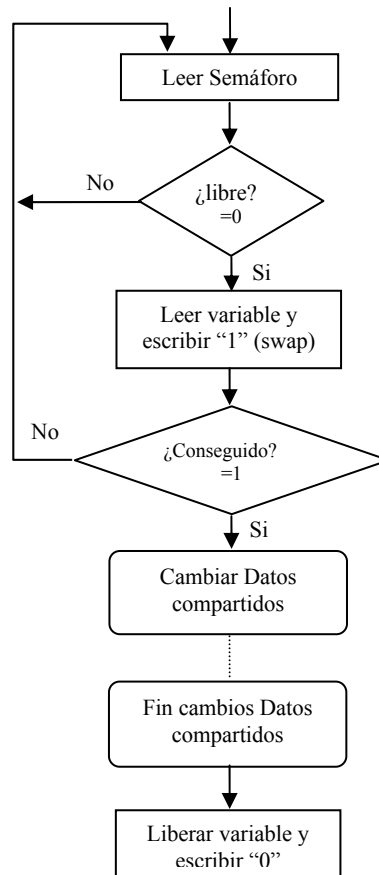 Leer Semáforo
No
¿libre?
=0
Si
Leer variable y
escribir “1” (swap)
No
¿Conseguido?
=1
Si
Cambiar Datos
compartidos
Fin cambios Datos
compartidos
Liberar variable y
escribir “0”